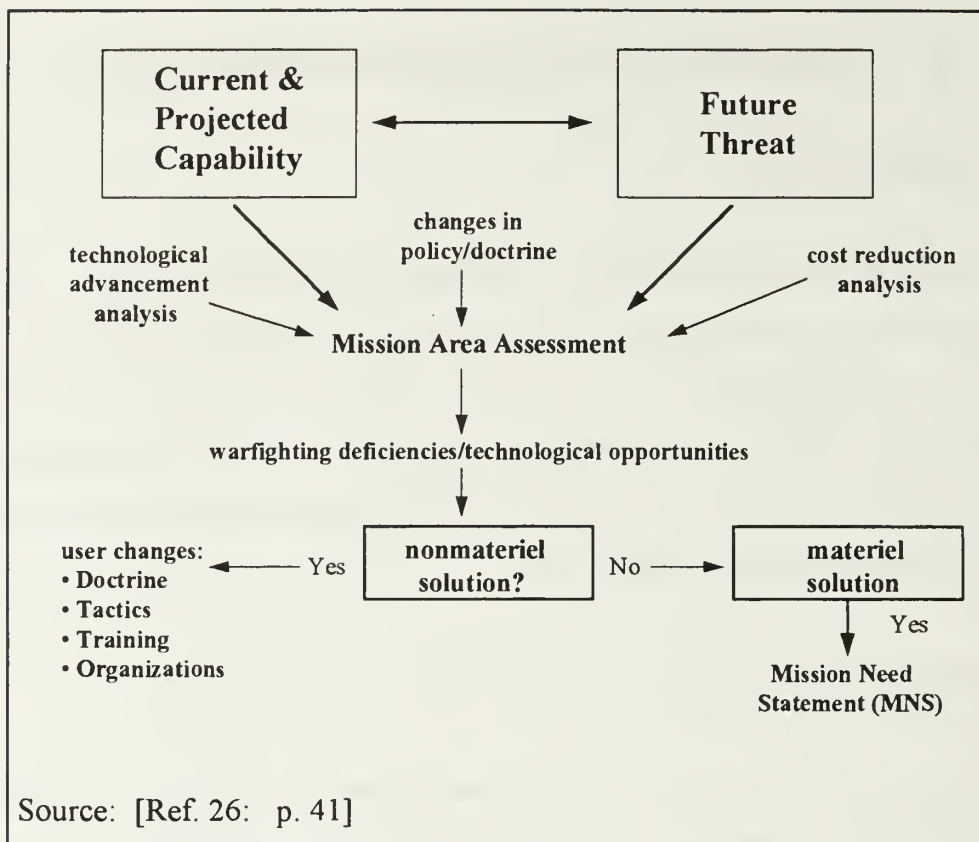 Current &
Projected
Capability
Future
Threat
changes in
policy/doctrine
technological
advancement
analysis
cost reduction
analysis
Mission Area Assessment
warfighting deficiencies/technological opportunities
user changes:
• Doctrine
• Tactics
• Training
• Organizations
Yes
nonmateriel
solution?
No
materiel
solution
Yes
Mission Need
Statement (MNS)
Source: [Ref. 26: p. 41]